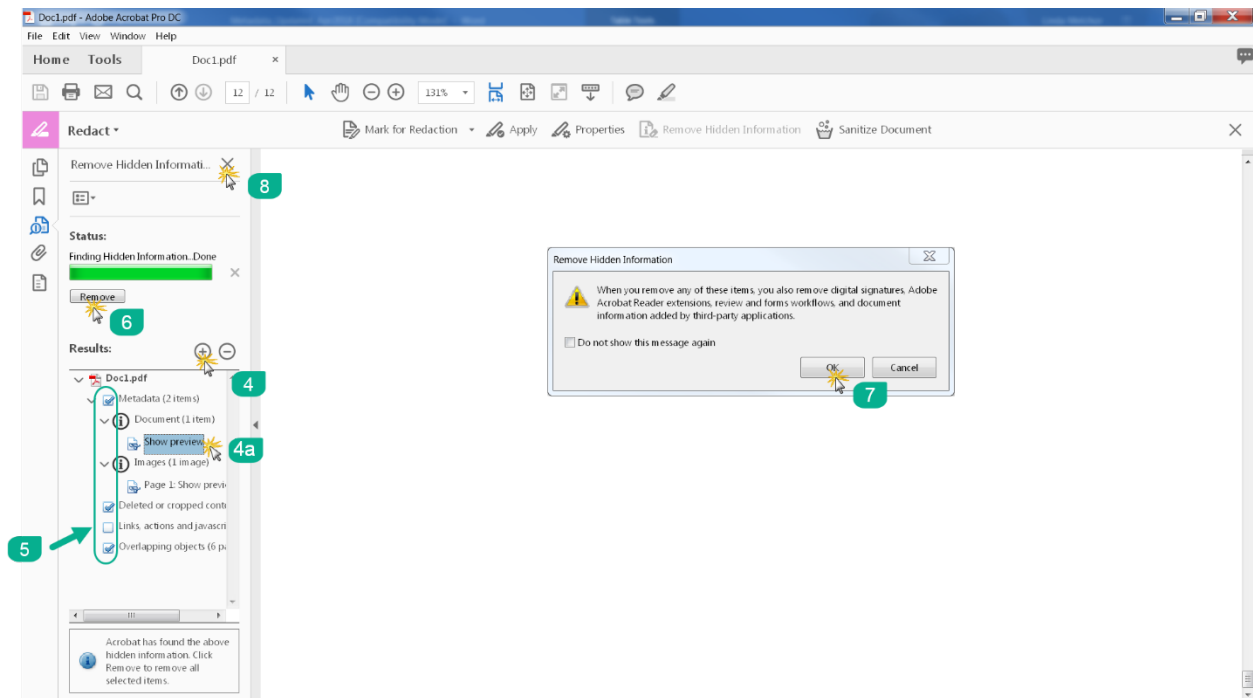 Doc1.pdf - Adobe Acrobat Pro DC
File Edit View Window Help
Home Tools Doc1.pdf ×
12 / 12 131%
Redact Mark for Redaction Apply Properties Remove Hidden Information Sanitize Document
Remove Hidden Informati...
8
Status:
Finding Hidden Information..Done
Remove
6
Results:
4
Doc1.pdf
Metadata (2 items)
Document (1 item)
Show preview
4a
Images (1 image)
Page 1: Show previ
Deleted or cropped cont
Links, actions and javascri
5
Overlapping objects (6 p
Acrobat has found the above
hidden information. Click
Remove to remove all
selected items.
Remove Hidden Information
When you remove any of these items, you also remove digital signatures, Adobe
Acrobat Reader extensions, review and forms workflows, and document
information added by third-party applications.
Do not show this message again
OK Cancel
7